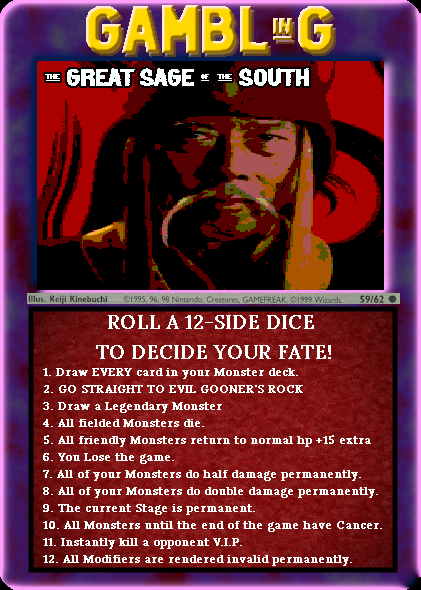 GAMBLING
THE GREAT SAGE OF THE SOUTH
Illus. Keiji Kinebuchi ©1995, 96, 98 Nintendo, Creatures, GAMEFREAK. ©1999 Wizards. 59/62 ●
ROLL A 12-SIDE DICE
TO DECIDE YOUR FATE!
1. Draw EVERY card in your Monster deck.
2. GO STRAIGHT TO EVIL GOONER'S ROCK
3. Draw a Legendary Monster
4. All fielded Monsters die.
5. All friendly Monsters return to normal hp +15 extra
6. You Lose the game.
7. All of your Monsters do half damage permanently.
8. All of your Monsters do double damage permanently.
9. The current Stage is permanent.
10. All Monsters until the end of the game have Cancer.
11. Instantly kill a opponent V.I.P.
12. All Modifiers are rendered invalid permanently.